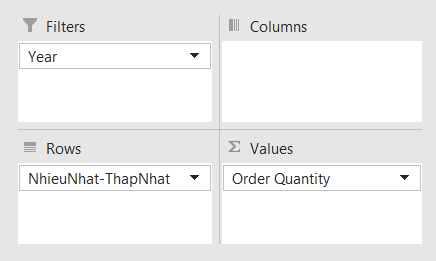 Filters
Columns
Year
Rows
Values
NhieuNhat-ThapNhat
Order Quantity